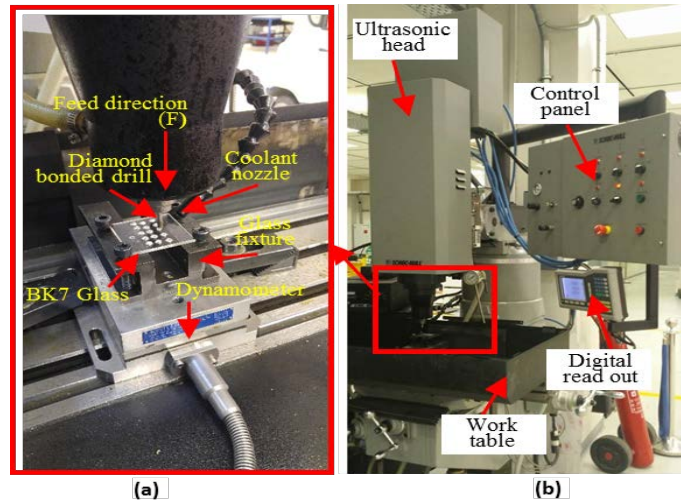 Feed direction
(F)
Diamond
bonded drill
Coolant
nozzle
Glass
fixture
BK7 Glass
Dynamometer
(a)
Ultrasonic
head
Control
panel
Digital
read out
Work
table
(b)